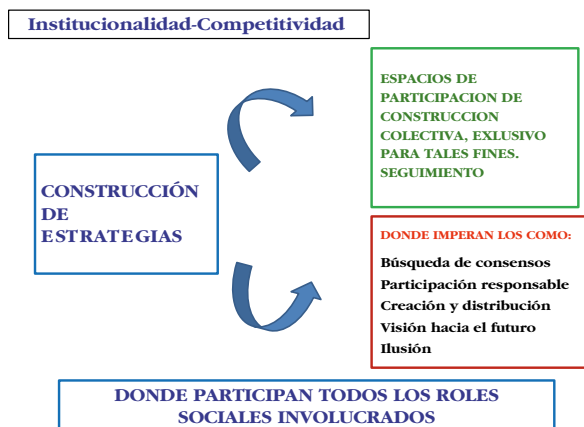 Institucionalidad-Competitividad
ESPACIOS DE
PARTICIPACION DE
CONSTRUCCION
COLECTIVA, EXLUSIVO
PARA TALES FINES.
SEGUIMIENTO
CONSTRUCCIÓN
DE
ESTRATEGIAS
DONDE IMPERAN LOS COMO:
Búsqueda de consensos
Participación responsable
Creación y distribución
Visión hacia el futuro
Ilusión
DONDE PARTICIPAN TODOS LOS ROLES
SOCIALES INVOLUCRADOS